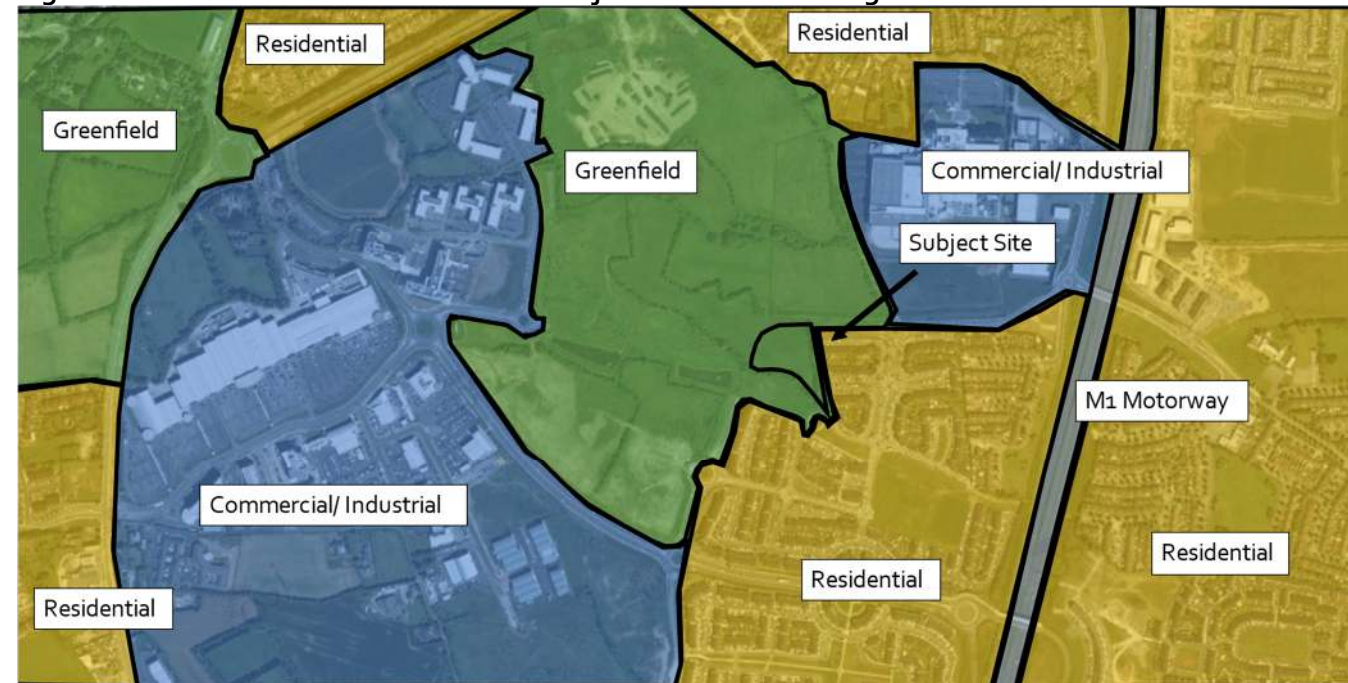 Residential
Residential
Greenfield
Greenfield
Commercial/ Industrial
Subject Site
M1 Motorway
Commercial/ Industrial
Residential
Residential
Residential